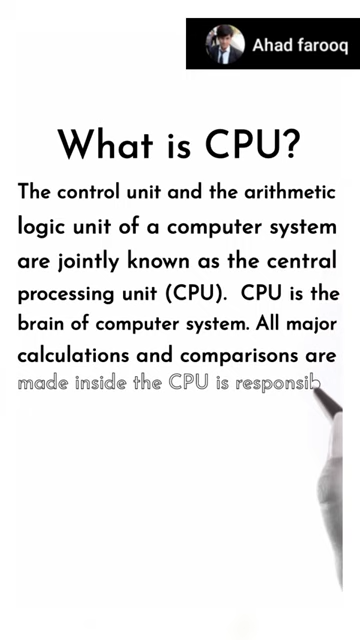 Ahad farooq
What is CPU?
The control unit and the arithmetic
logic unit of a computer system
are jointly known as the central
processing unit (CPU). CPU is the
brain of computer system. All major
calculations and comparisons are
made inside the CPU is responsib